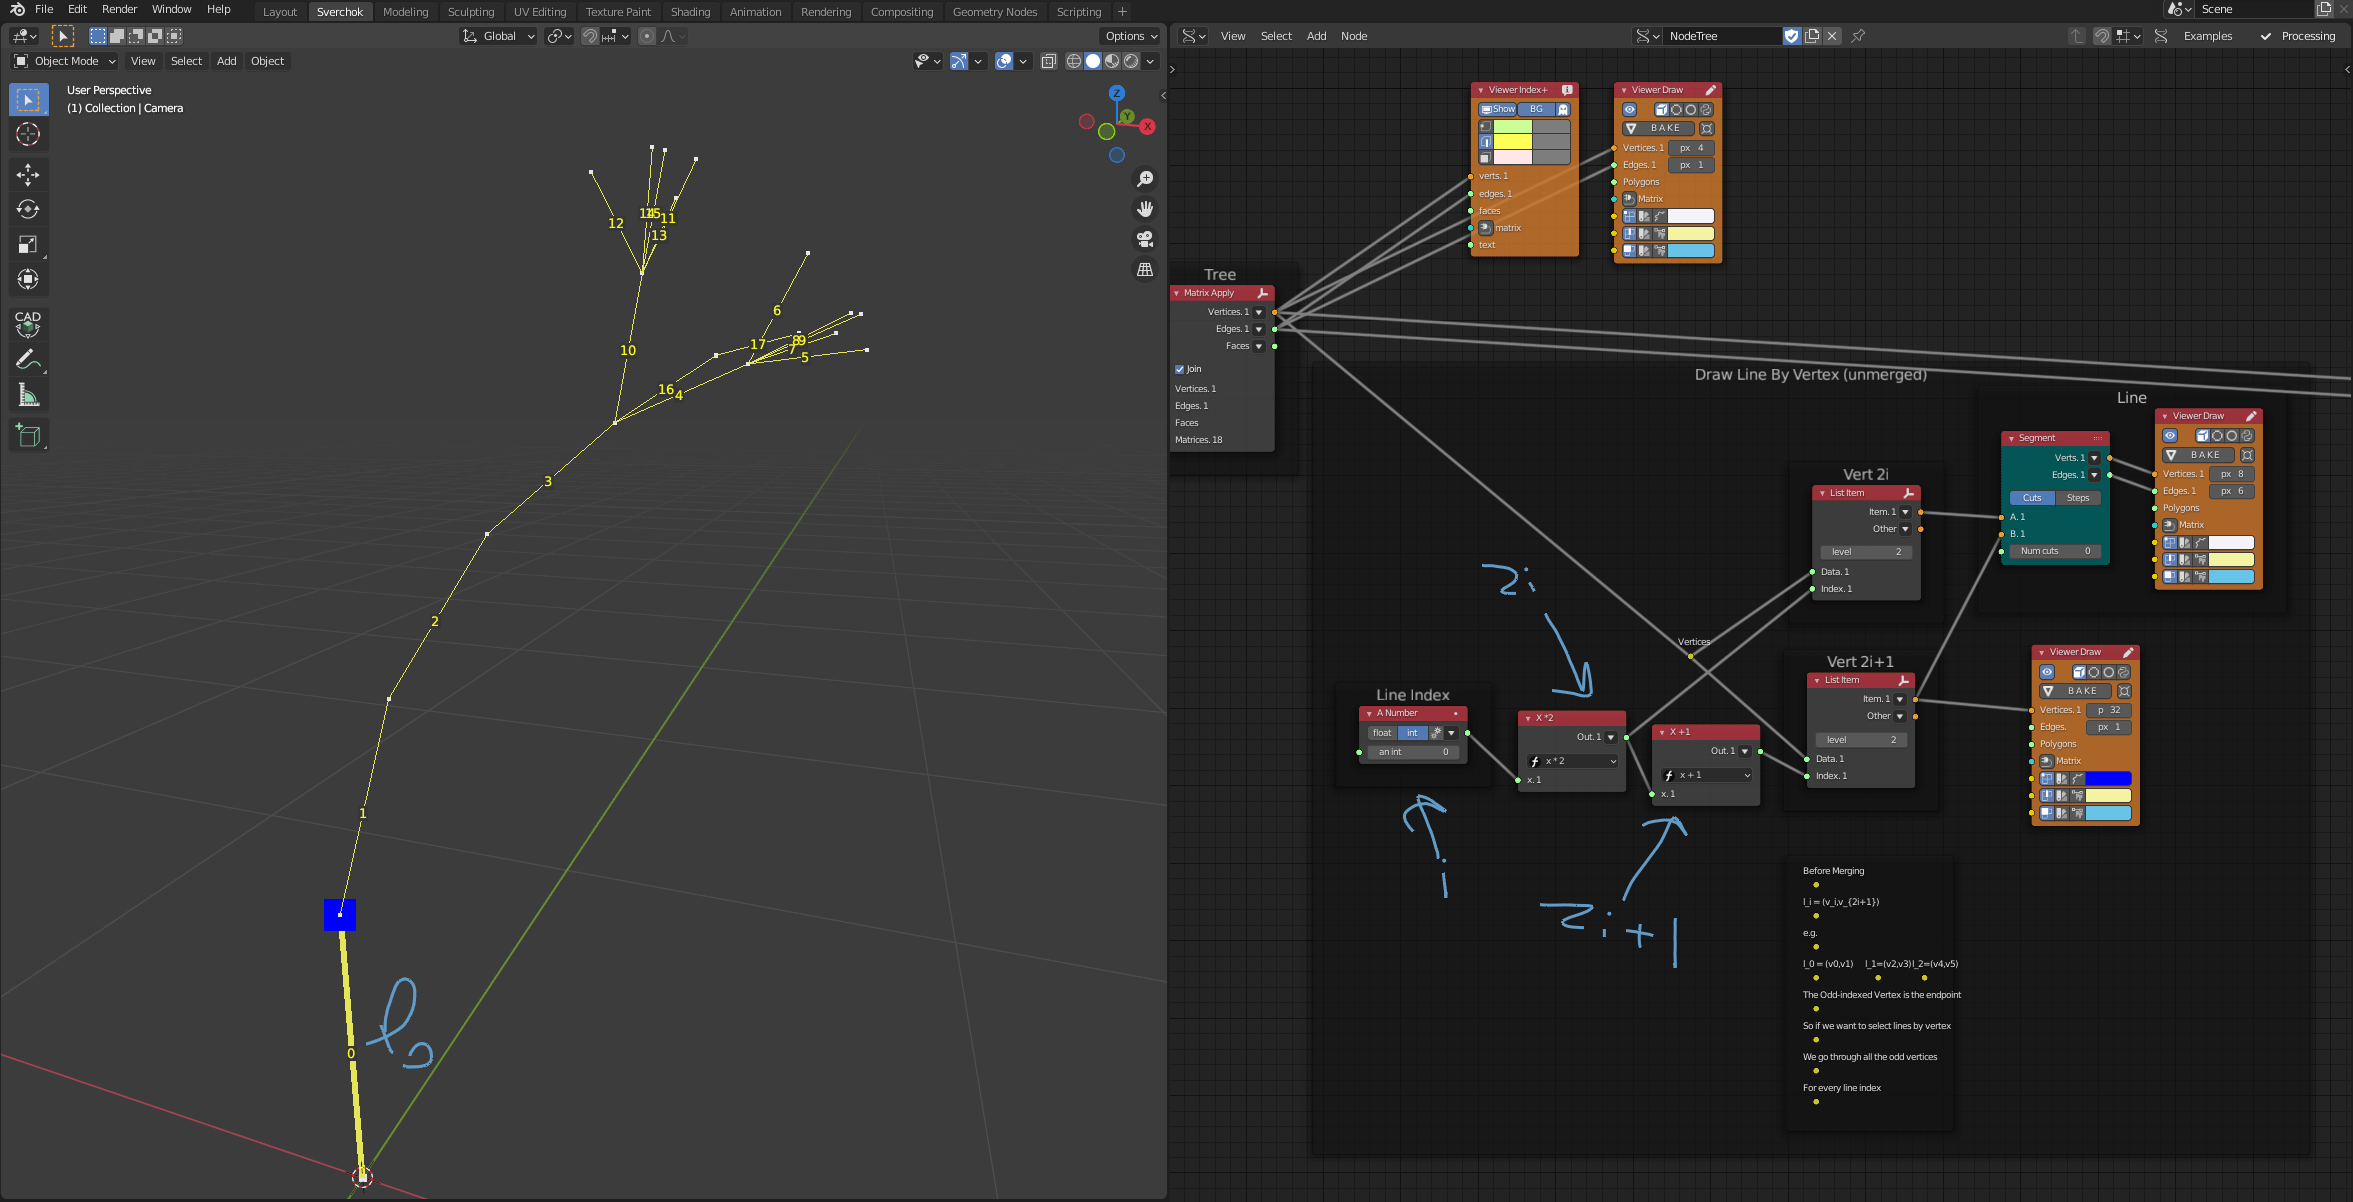 File Edit Render Window Help Layout Sverchok Modeling Sculpting UV Editing Texture Paint Shading Animation Rendering Compositing Geometry Nodes Scripting + Scene
Global Options
Object Mode View Select Add Object
User Perspective
(1) Collection | Camera
Z
Y
X
CAD
12
11
13
6
17
7
5
10
16
4
3
2
1
0
l0
View Select Add Node NodeTree Examples Processing
Viewer Index+
Show BG
verts. 1
edges. 1
faces
matrix
text
Viewer Draw
BAKE
Vertices. 1 px 4
Edges. 1 px 1
Polygons
Matrix
Tree
Matrix Apply
Vertices. 1
Edges. 1
Faces
Join
Vertices. 1
Edges. 1
Faces
Matrices. 18
Draw Line By Vertex (unmerged)
Line
Viewer Draw
BAKE
Vertices. 1 px 8
Edges. 1 px 6
Polygons
Matrix
Segment
Verts. 1
Edges. 1
Cuts Steps
A. 1
B. 1
Num cuts 0
Vert 2i
List Item
Item. 1
Other
level 2
Data. 1
Index. 1
2i
Vertices
Vert 2i+1
List Item
Item. 1
Other
level 2
Data. 1
Index. 1
Viewer Draw
BAKE
Vertices. 1 p 32
Edges. px 1
Polygons
Matrix
Line Index
A Number
float int
an int 0
X *2
Out. 1
x * 2
x. 1
X +1
Out. 1
x + 1
x. 1
i
2i+1
Before Merging
l_i = (v_i,v_{2i+1})
e.g.
l_0 = (v0,v1) l_1=(v2,v3) l_2=(v4,v5)
The Odd-indexed Vertex is the endpoint
So if we want to select lines by vertex
We go through all the odd vertices
For every line index